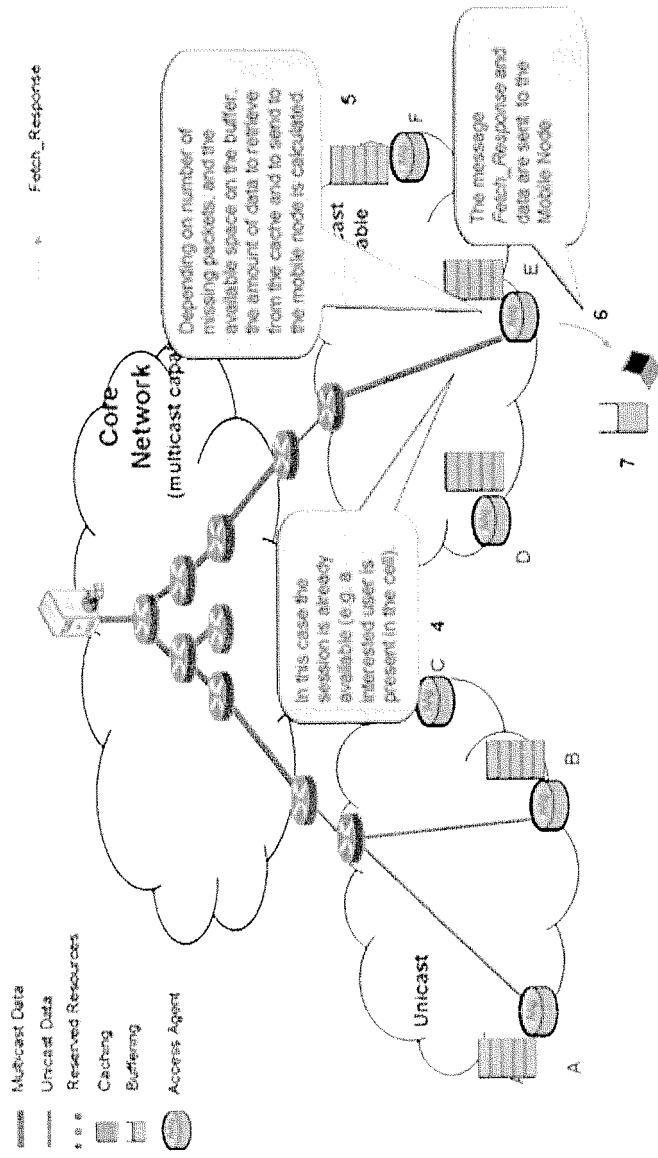 Multicast Data
Unicast Data
Reserved Resources
Caching
Buffering
Access Agent
Fetch_Response
Core
Network
(multicast capa
Depending on number of
missing packets, and the
available space on the buffer,
the amount of data to retrieve
from the cache and to send to
the mobile node is calculated.
5
cast
able
F
In this case the
session is already
available (e.g. a
interested user is
present in the cell).
4
The message
Fetch_Response and
data are sent to the
Mobile Node
6
7
Unicast
A
A
B
C
D
E